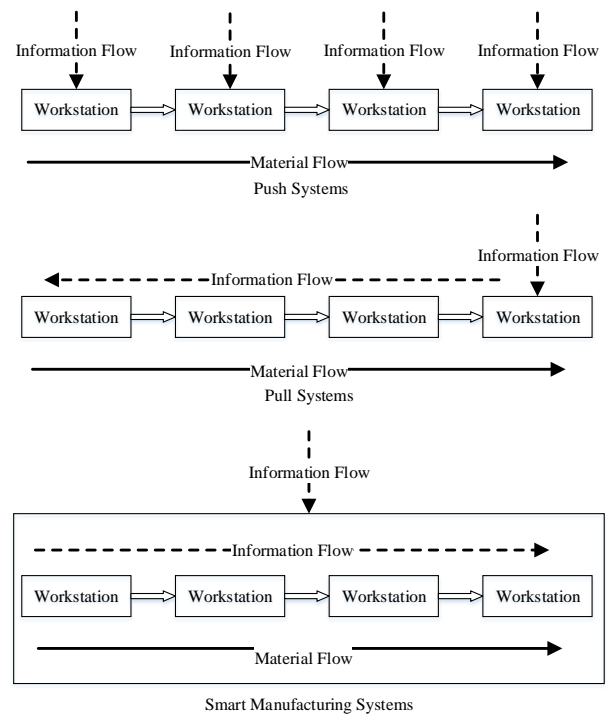 Information Flow Information Flow Information Flow Information Flow
Workstation Workstation Workstation Workstation
Material Flow
Push Systems
Information Flow
Information Flow
Workstation Workstation Workstation Workstation
Material Flow
Pull Systems
Information Flow
Information Flow
Workstation Workstation Workstation Workstation
Material Flow
Smart Manufacturing Systems